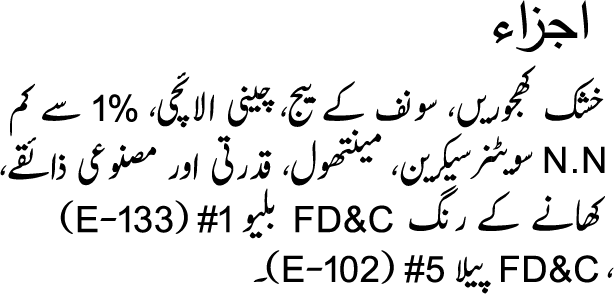 اجزاء
خشک کھجوریں، سونف کے بیج، چینی الائچی، 1% سے کم
N.N سویٹنر سیکرین، مینتھول، قدرتی اور مصنوعی ذائقے،
کھانے کے رنگ FD&C بلیو #1 (E-133)
، FD&C پیلا #5 (E-102)۔